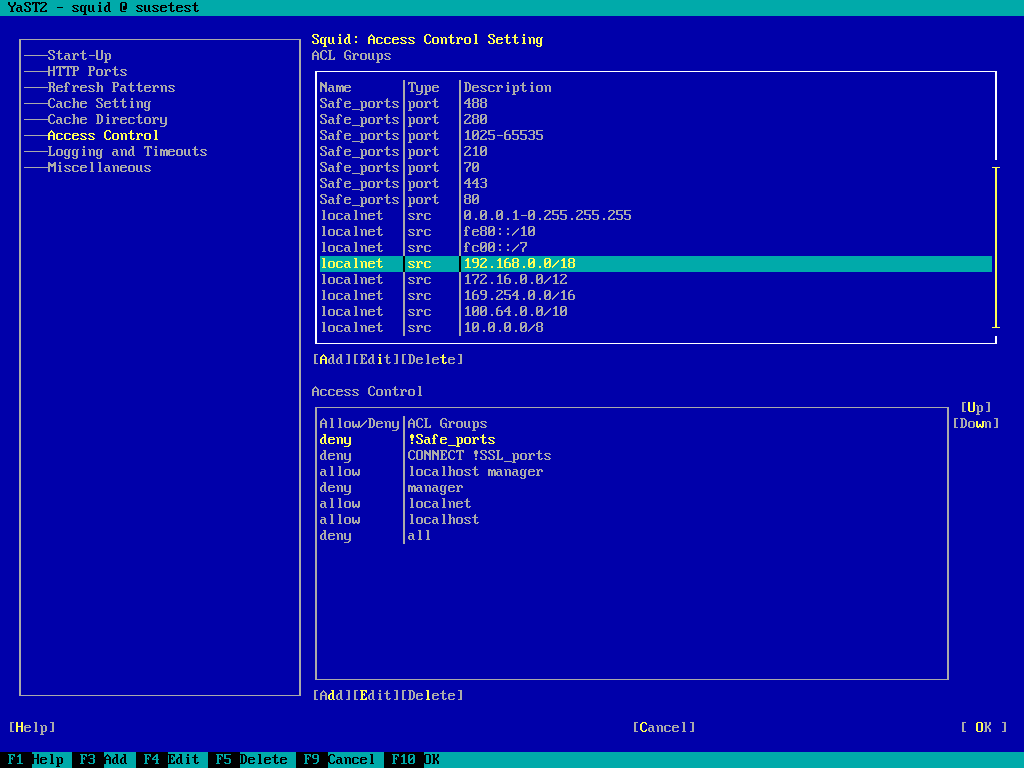 YaST2 - squid @ susetest
Start-Up
HTTP Ports
Refresh Patterns
Cache Setting
Cache Directory
Access Control
Logging and Timeouts
Miscellaneous
Squid: Access Control Setting
ACL Groups
Name Type Description
Safe_ports port 488
Safe_ports port 280
Safe_ports port 1025-65535
Safe_ports port 210
Safe_ports port 70
Safe_ports port 443
Safe_ports port 80
localnet src 0.0.0.1-0.255.255.255
localnet src fe80::/10
localnet src fc00::/7
localnet src 192.168.0.0/18
localnet src 172.16.0.0/12
localnet src 169.254.0.0/16
localnet src 100.64.0.0/10
localnet src 10.0.0.0/8
[Add][Edit][Delete]
Access Control
[Up]
[Down]
Allow/Deny ACL Groups
deny !Safe_ports
deny CONNECT !SSL_ports
allow localhost manager
deny manager
allow localnet
allow localhost
deny all
[Add][Edit][Delete]
[Help] [Cancel] [ OK ]
F1 Help F3 Add F4 Edit F5 Delete F9 Cancel F10 OK